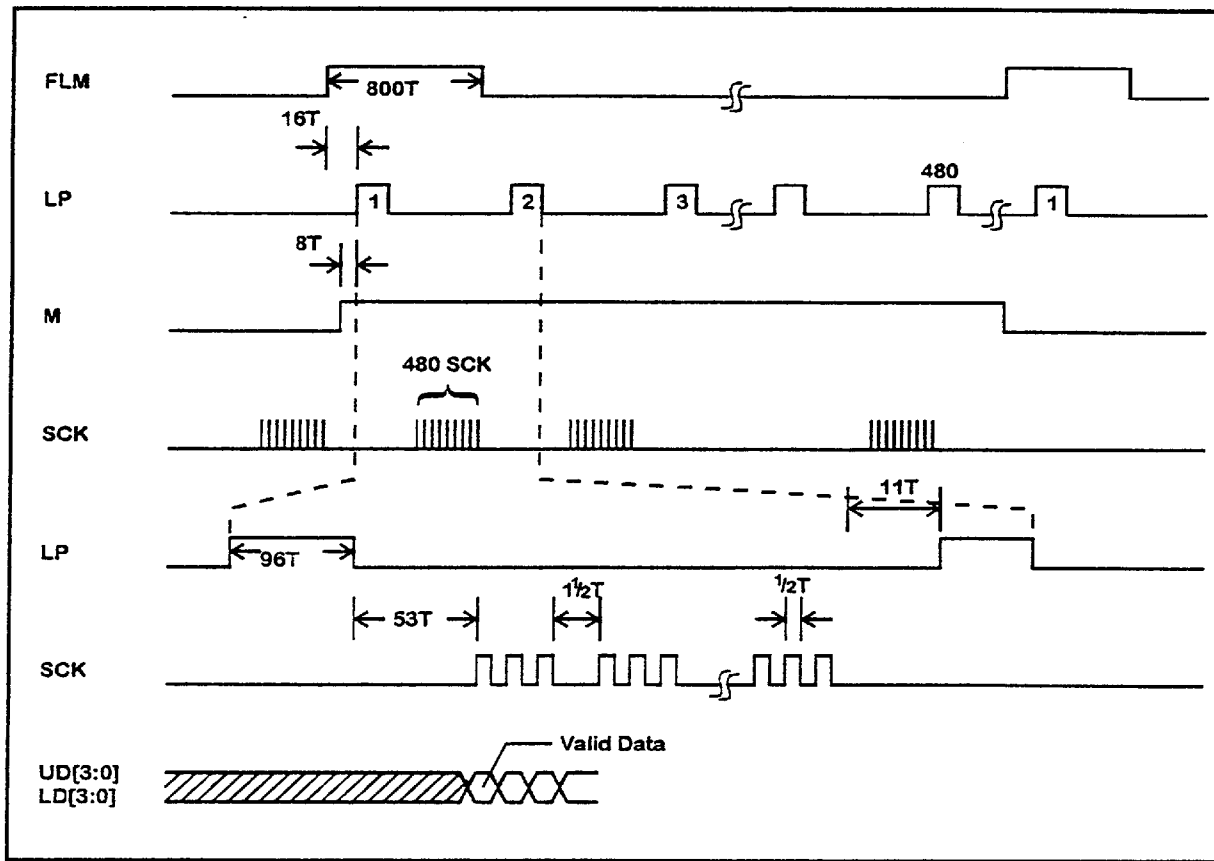 FLM
800T
16T
LP
1
2
3
480
1
8T
M
480 SCK
SCK
11T
LP
96T
1½T
½T
53T
SCK
Valid Data
UD[3:0]
LD[3:0]